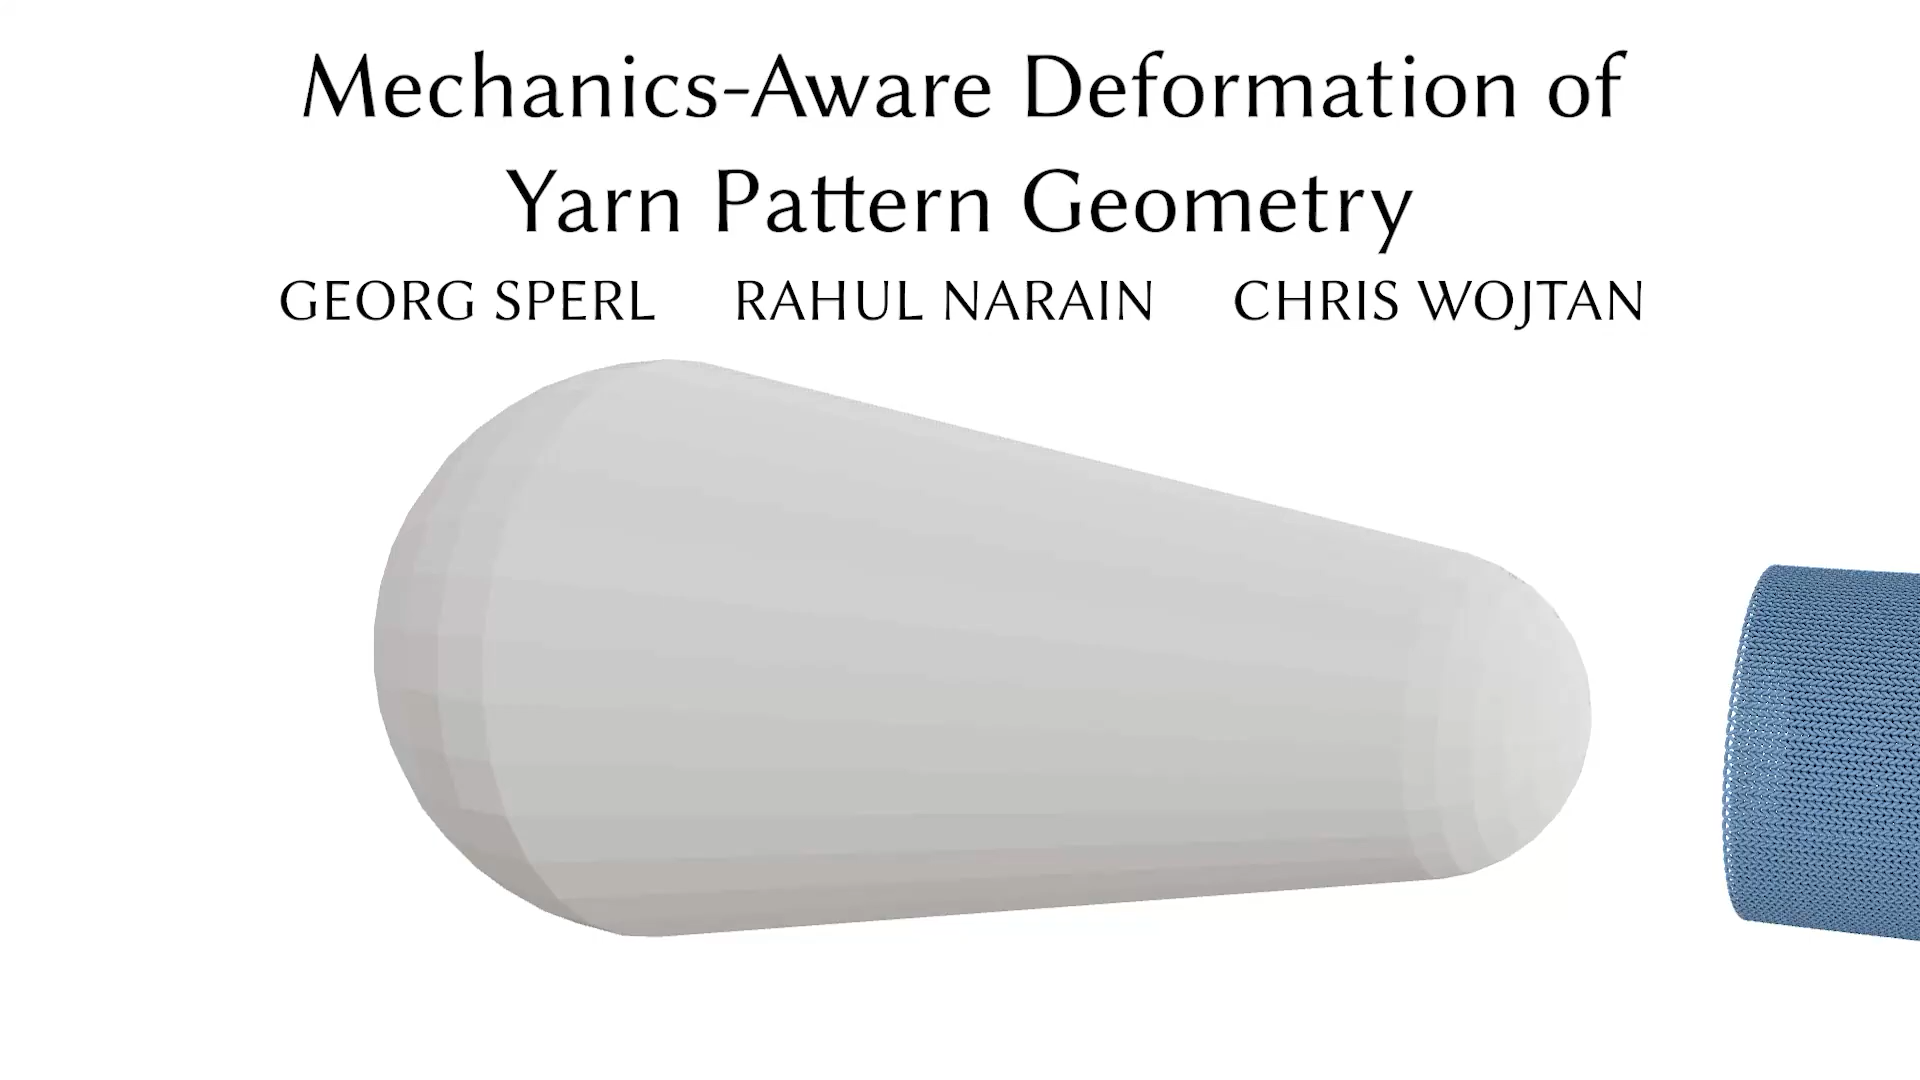 Mechanics-Aware Deformation of
Yarn Pattern Geometry
GEORG SPERL RAHUL NARAIN CHRIS WOJTAN